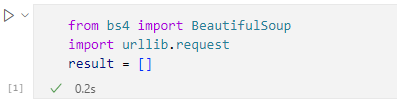 from bs4 import BeautifulSoup
import urllib.request
result = []
[1]
0.2s